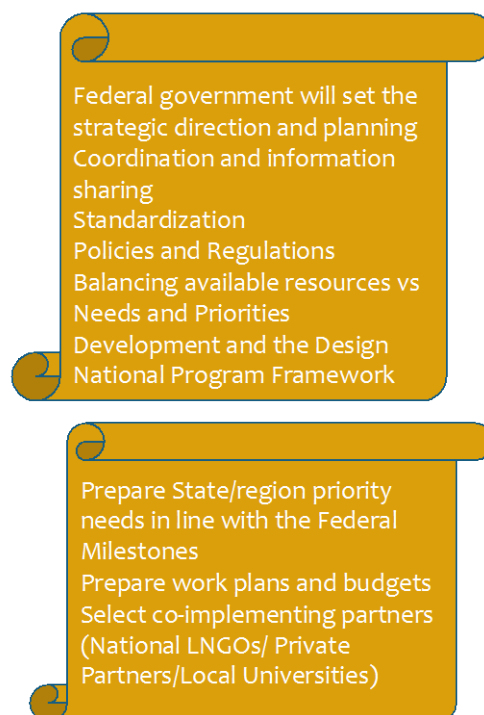 Federal government will set the
strategic direction and planning
Coordination and information
sharing
Standardization
Policies and Regulations
Balancing available resources vs
Needs and Priorities
Development and the Design
National Program Framework
Prepare State/region priority
needs in line with the Federal
Milestones
Prepare work plans and budgets
Select co-implementing partners
(National LNGOs/ Private
Partners/Local Universities)